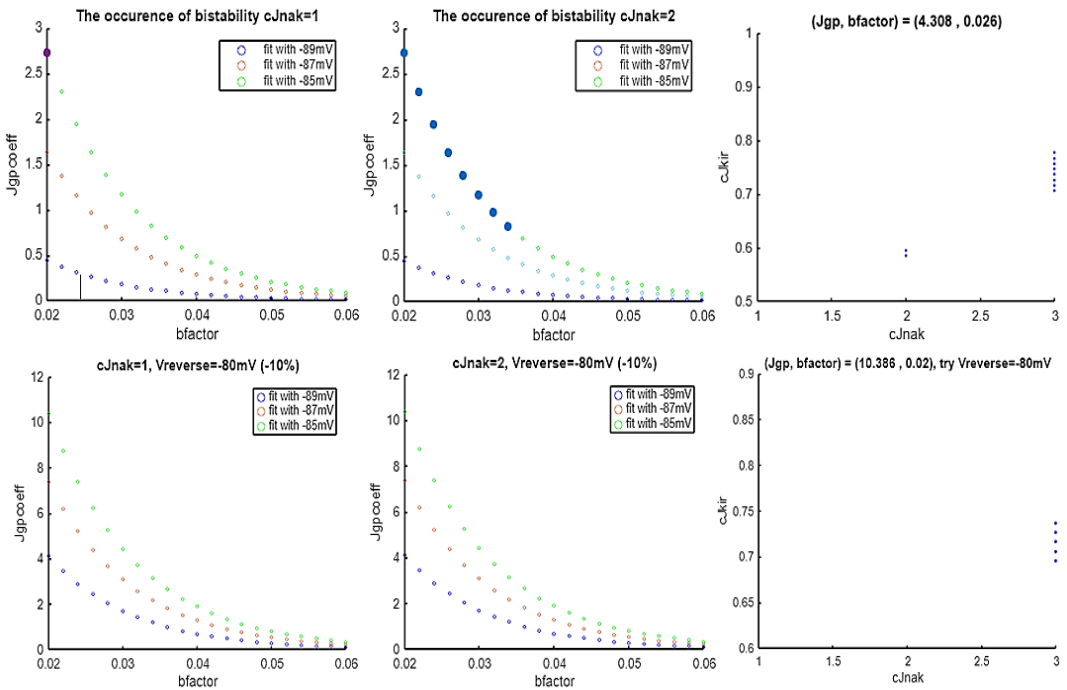 The occurence of bistability cJnak=1
3
2.5
2
1.5
1
0.5
0
Jgpcoeff
fit with -89mV
fit with -87mV
fit with -85mV
0.02 0.03 0.04 0.05 0.06
bfactor
The occurence of bistability cJnak=2
3
2.5
2
1.5
1
0.5
0
Jgpcoeff
fit with -89mV
fit with -87mV
fit with -85mV
0.02 0.03 0.04 0.05 0.06
bfactor
(Jgp, bfactor) = (4.308 , 0.026)
1
0.9
0.8
0.7
0.6
0.5
cJkir
1 1.5 2 2.5 3
cJnak
cJnak=1, Vreverse=-80mV (-10%)
12
10
8
6
4
2
0
Jgpcoeff
fit with -89mV
fit with -87mV
fit with -85mV
0.02 0.03 0.04 0.05 0.06
bfactor
cJnak=2, Vreverse=-80mV (-10%)
12
10
8
6
4
2
0
Jgpcoeff
fit with -89mV
fit with -87mV
fit with -85mV
0.02 0.03 0.04 0.05 0.06
bfactor
(Jgp, bfactor) = (10.386 , 0.02), try Vreverse=-80mV
0.9
0.85
0.8
0.75
0.7
0.65
0.6
cJkir
1 1.5 2 2.5 3
cJnak